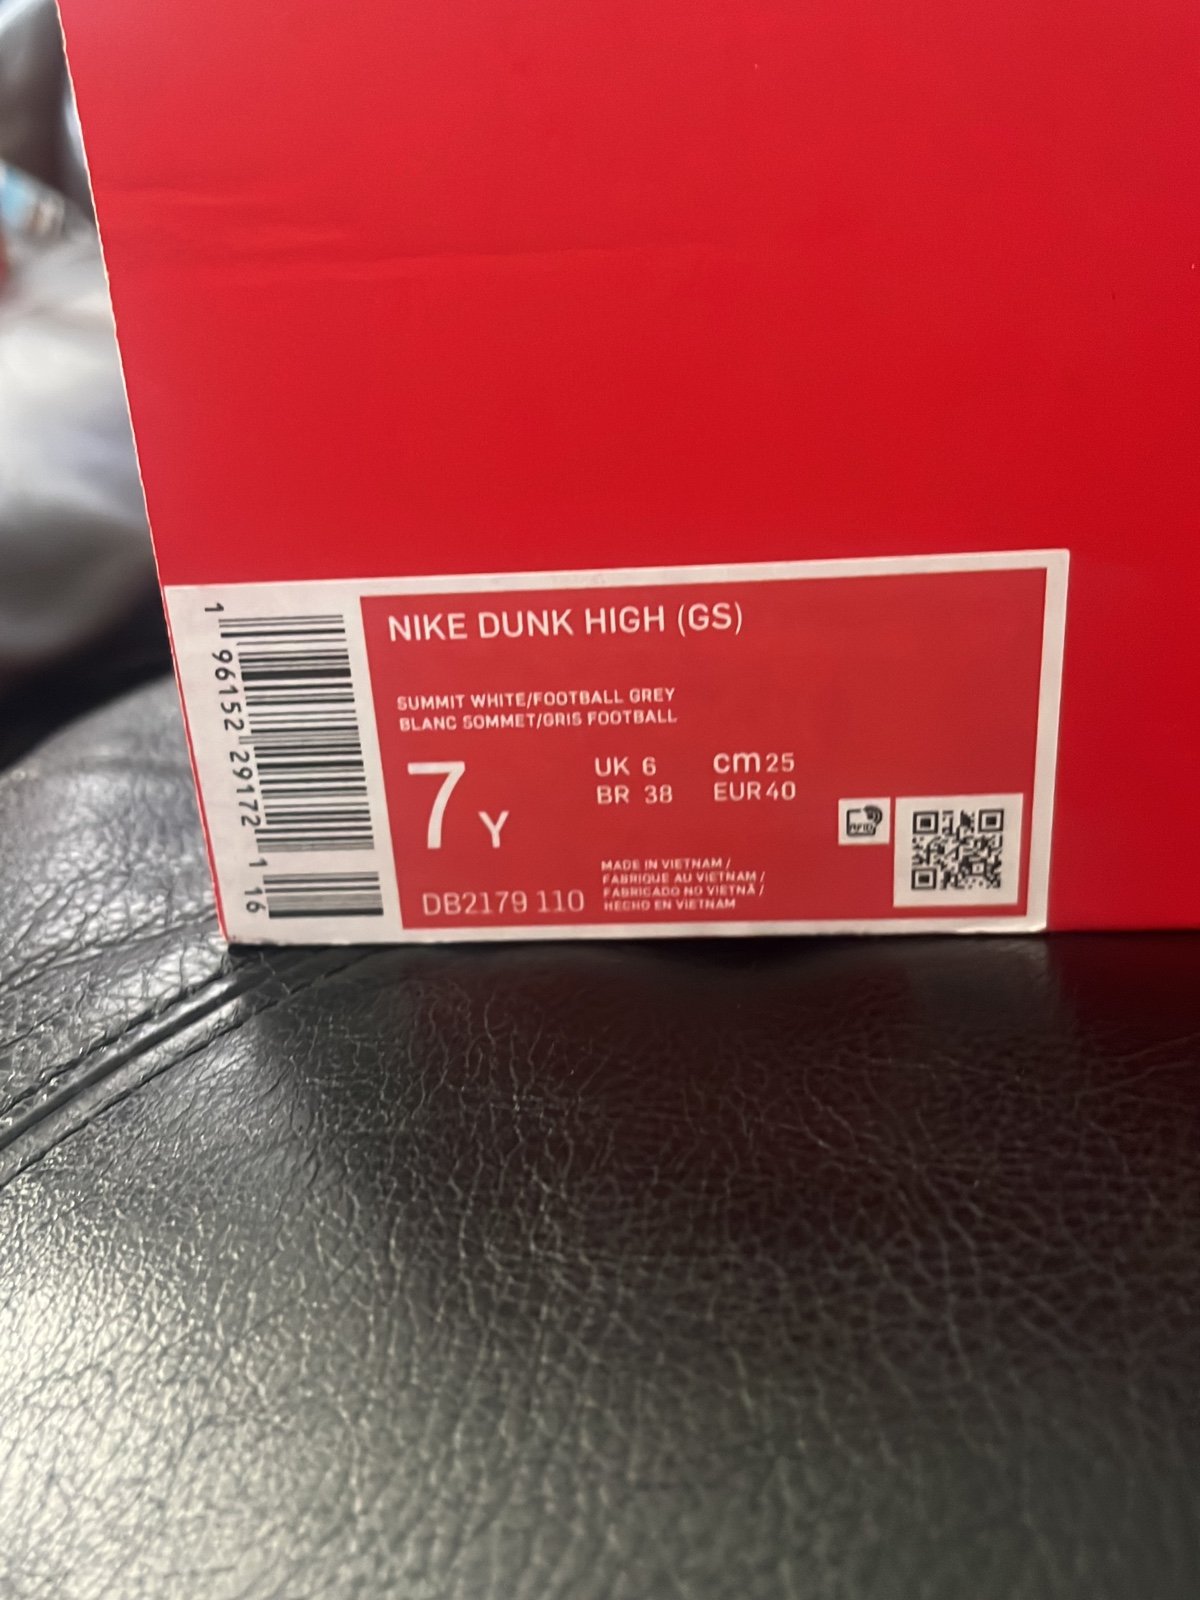 NIKE DUNK HIGH (GS)
SUMMIT WHITE/FOOTBALL GREY
BLANC SOMMET/GRIS FOOTBALL
7 Y
UK 6 cm 25
BR 38 EUR 40
MADE IN VIETNAM /
FABRIQUE AU VIETNAM /
FABRICADO NO VIETNÃ /
HECHO EN VIETNAM
DB2179 110
RFID
1 96152 29172 1 16